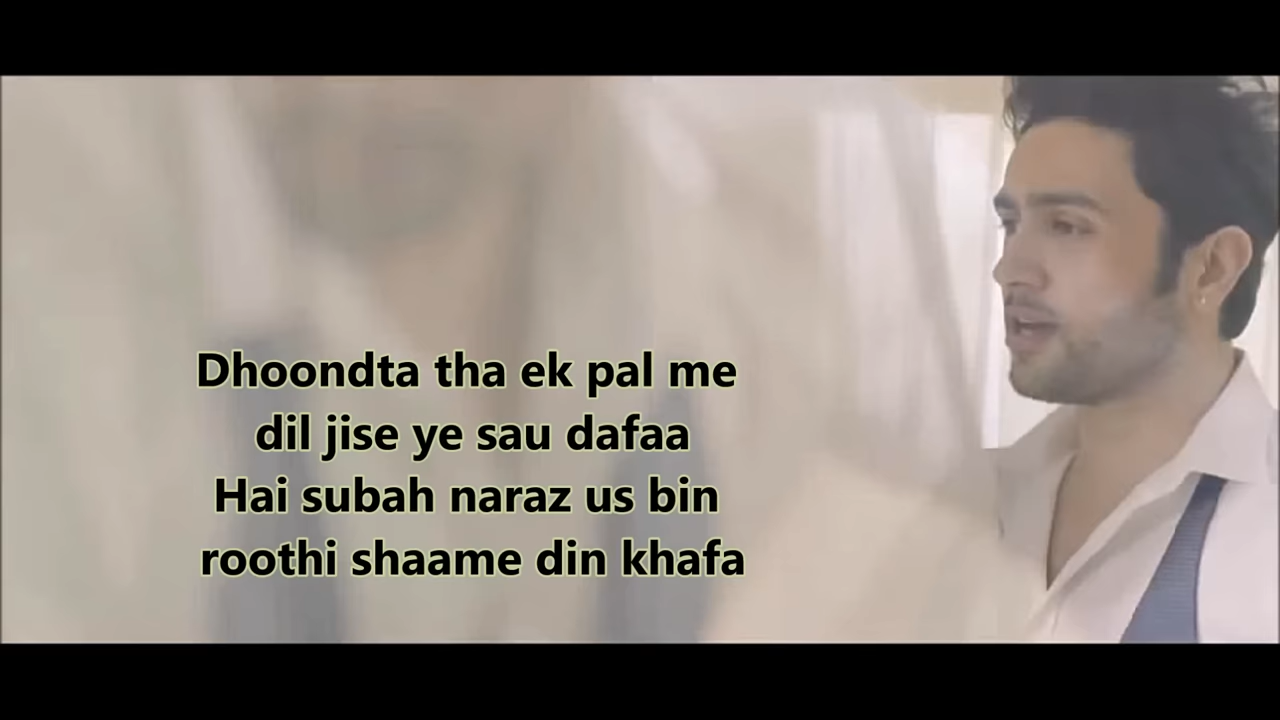 Dhoondta tha ek pal me
dil jise ye sau dafaa
Hai subah naraz us bin
roothi shaame din khafa